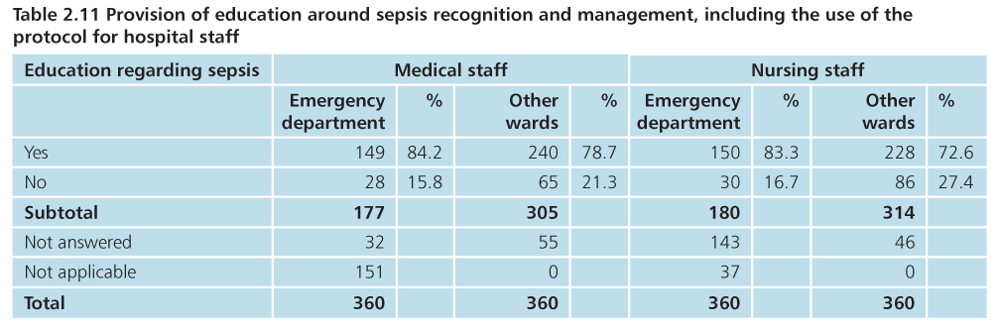 Table 2.11 Provision of education around sepsis recognition and management, including the use of the
protocol for hospital staff
Education regarding sepsis Medical staff Nursing staff
Emergency department % Other wards % Emergency department % Other wards %
Yes 149 84.2 240 78.7 150 83.3 228 72.6
No 28 15.8 65 21.3 30 16.7 86 27.4
Subtotal 177 305 180 314
Not answered 32 55 143 46
Not applicable 151 0 37 0
Total 360 360 360 360